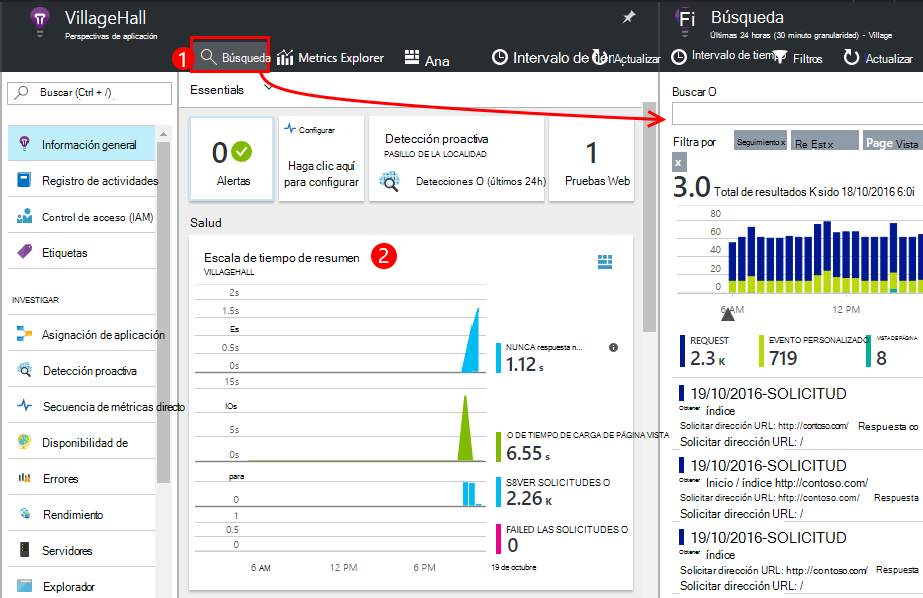 VillageHall
Perspectivas de aplicación
1
Búsqueda
Metrics Explorer
Ana
Intervalo de tier
Actualizar
Buscar (Ctrl + /)
Información general
Registro de actividades
Control de acceso (IAM)
Etiquetas
INVESTIGAR
Asignación de aplicación
Detección proactiva
Secuencia de métricas directo
Disponibilidad de
Errores
Rendimiento
Servidores
Explorador
Essentials
0
Alertas
Configurar
Haga clic aquí
para configurar
Detección proactiva
PASILLO DE LA LOCALIDAD
Detecciones O (últimos 24h)
1
Pruebas Web
Salud
Escala de tiempo de resumen
2
VILLAGEHALL
2s
1.5s
Es
0.5s
0s
NUNCA respuesta n...
1.12 s
15s
IOs
5s
0s
O DE TIEMPO DE CARGA DE PÁGINA VISTA
6.55 s
para
0
S8VER SOLICITUDES O
2.26 K
1
0.5
0
FAILED LAS SOLICITUDES O
0
6 AM
12 PM
6 PM
19 de octubre
Fi
Búsqueda
Últimas 24 horas (30 minuto granularidad) - Village
Intervalo de tiempo
Filtros
Actualizar
Buscar O
Filtra por
Seguimiento x
Re Est x
Page Vista
x
3.0 Total de resultados K sido 18/10/2016 6:0i
80
60
40
20
0
6 AM
12 PM
REQUEST
2.3 K
EVENTO PERSONALIZADO
719
VISTA DE PÁGINA
8
19/10/2016-SOLICITUD
Obtener índice
Solicitar dirección URL: http://contoso.com/ Respuesta co
Solicitar dirección URL: /
19/10/2016-SOLICITUD
Obtener Inicio / índice http://contoso.com/
Solicitar dirección URL: http://contoso.com/ Respuesta
Solicitar dirección URL: /
19/10/2016-SOLICITUD
Obtener índice
Solicitar dirección URL: http://contoso.com/ Respuesta
Solicitar dirección URL: /